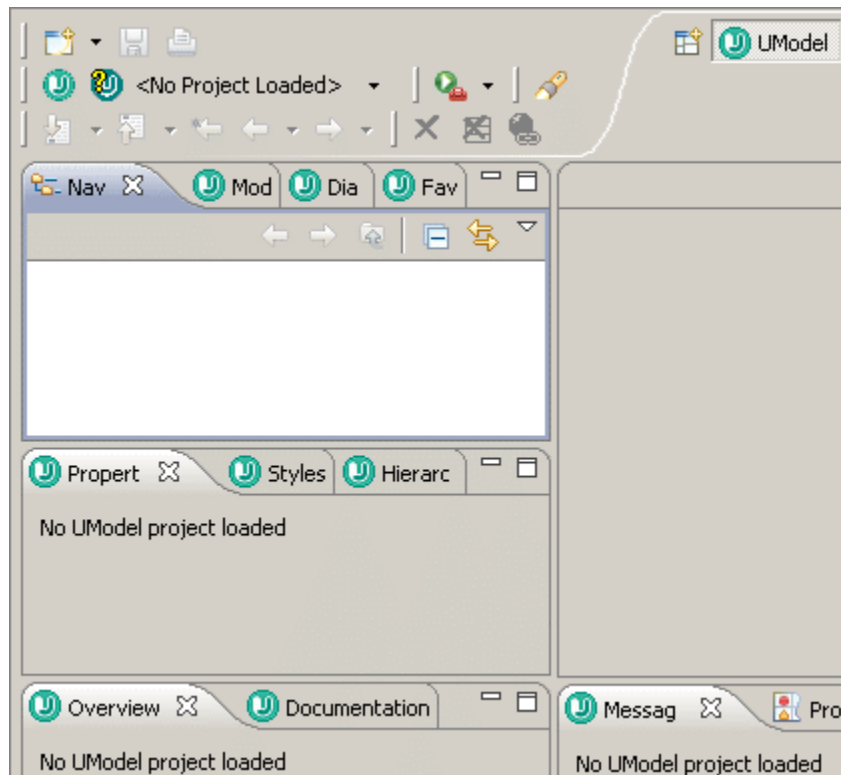 UModel
<No Project Loaded>
Nav Mod Dia Fav
Propert Styles Hierarc
No UModel project loaded
Overview Documentation
Messag Pro
No UModel project loaded
No UModel project loaded